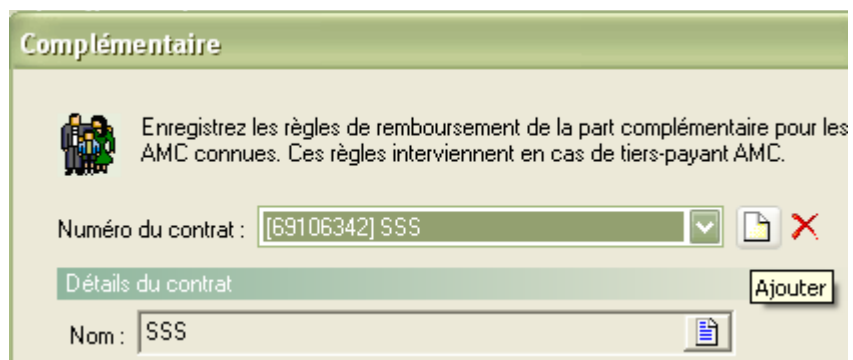 Complémentaire
Enregistrez les règles de remboursement de la part complémentaire pour les
AMC connues. Ces règles interviennent en cas de tiers-payant AMC.
Numéro du contrat : [69106342] SSS
Détails du contrat
Ajouter
Nom : SSS